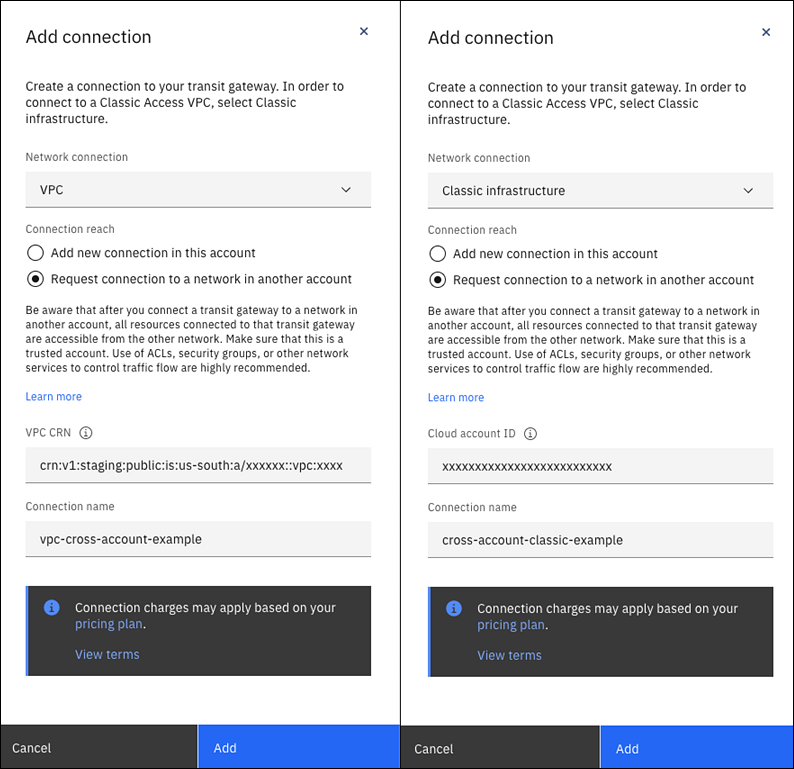 Add connection
Create a connection to your transit gateway. In order to
connect to a Classic Access VPC, select Classic
infrastructure.
Network connection
VPC
Connection reach
Add new connection in this account
Request connection to a network in another account
Be aware that after you connect a transit gateway to a network in
another account, all resources connected to that transit gateway
are accessible from the other network. Make sure that this is a
trusted account. Use of ACLs, security groups, or other network
services to control traffic flow are highly recommended.
Learn more
VPC CRN
crn:v1:staging:public:is:us-south:a/xxxxxx::vpc:xxxx
Connection name
vpc-cross-account-example
Connection charges may apply based on your
pricing plan.
View terms
Cancel
Add
Add connection
Create a connection to your transit gateway. In order to
connect to a Classic Access VPC, select Classic
infrastructure.
Network connection
Classic infrastructure
Connection reach
Add new connection in this account
Request connection to a network in another account
Be aware that after you connect a transit gateway to a network in
another account, all resources connected to that transit gateway
are accessible from the other network. Make sure that this is a
trusted account. Use of ACLs, security groups, or other network
services to control traffic flow are highly recommended.
Learn more
Cloud account ID
xxxxxxxxxxxxxxxxxxxxxxxxxx
Connection name
cross-account-classic-example
Connection charges may apply based on your
pricing plan.
View terms
Cancel
Add